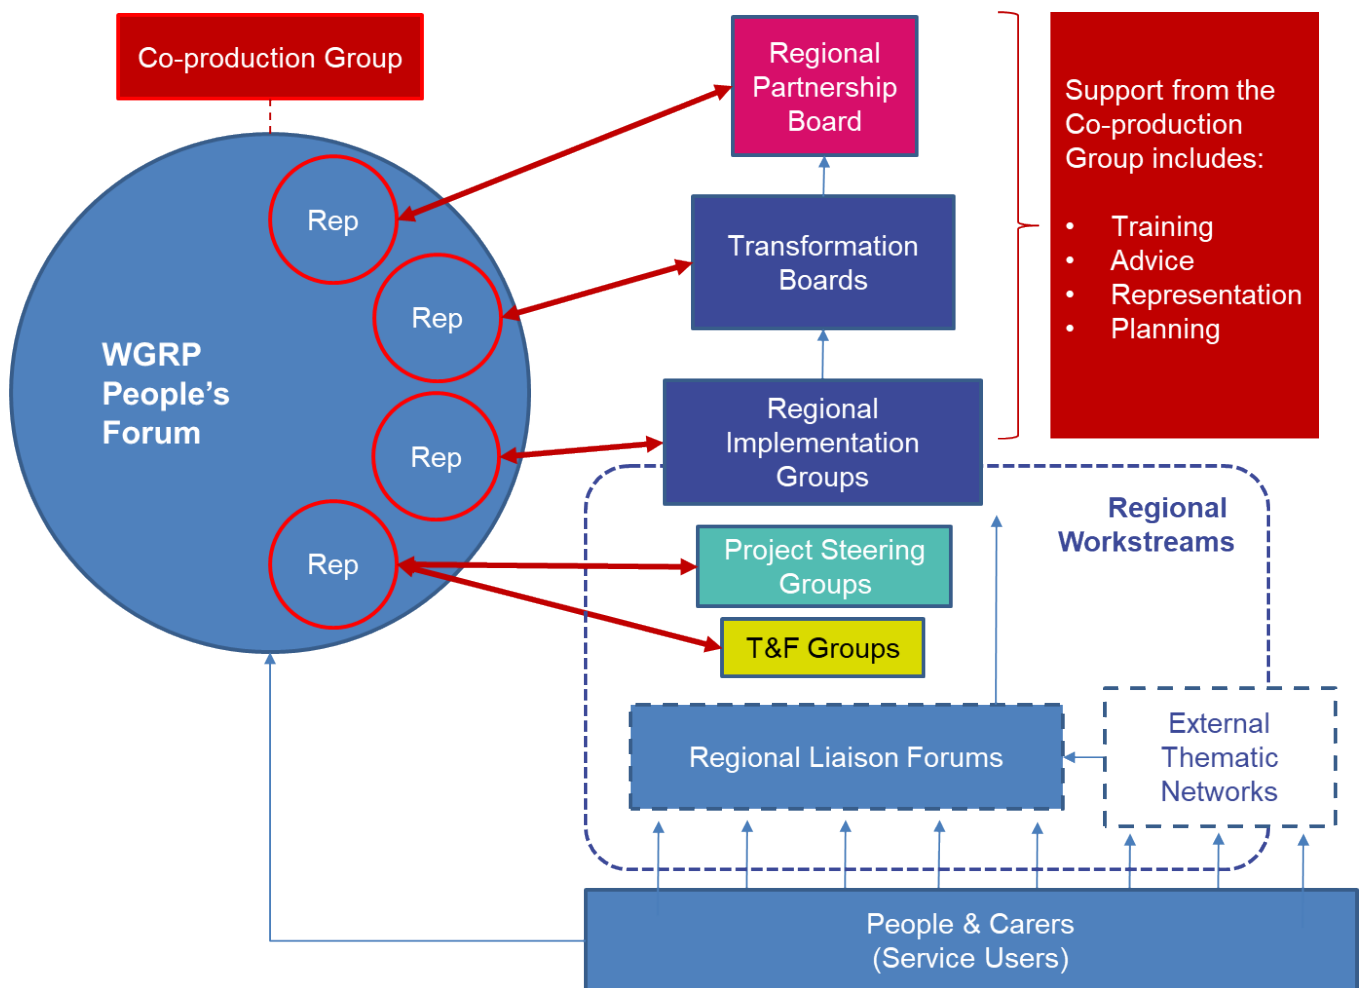 Co-production Group
WGRP
People’s
Forum
Rep
Rep
Rep
Rep
Regional
Partnership
Board
Transformation
Boards
Regional
Implementation
Groups
Support from the
Co-production
Group includes:
• Training
• Advice
• Representation
• Planning
Regional
Workstreams
Project Steering
Groups
T&F Groups
Regional Liaison Forums
External
Thematic
Networks
People & Carers
(Service Users)